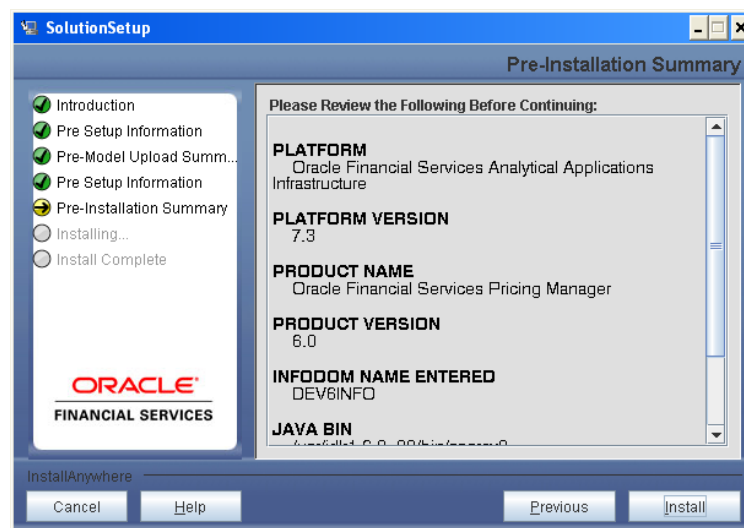 SolutionSetup
Pre-Installation Summary
Introduction
Pre Setup Information
Pre-Model Upload Summ...
Pre Setup Information
Pre-Installation Summary
Installing...
Install Complete
ORACLE
FINANCIAL SERVICES
Please Review the Following Before Continuing:
PLATFORM
Oracle Financial Services Analytical Applications
Infrastructure
PLATFORM VERSION
7.3
PRODUCT NAME
Oracle Financial Services Pricing Manager
PRODUCT VERSION
6.0
INFODOM NAME ENTERED
DEV6INFO
JAVA BIN
InstallAnywhere
Cancel
Help
Previous
Install